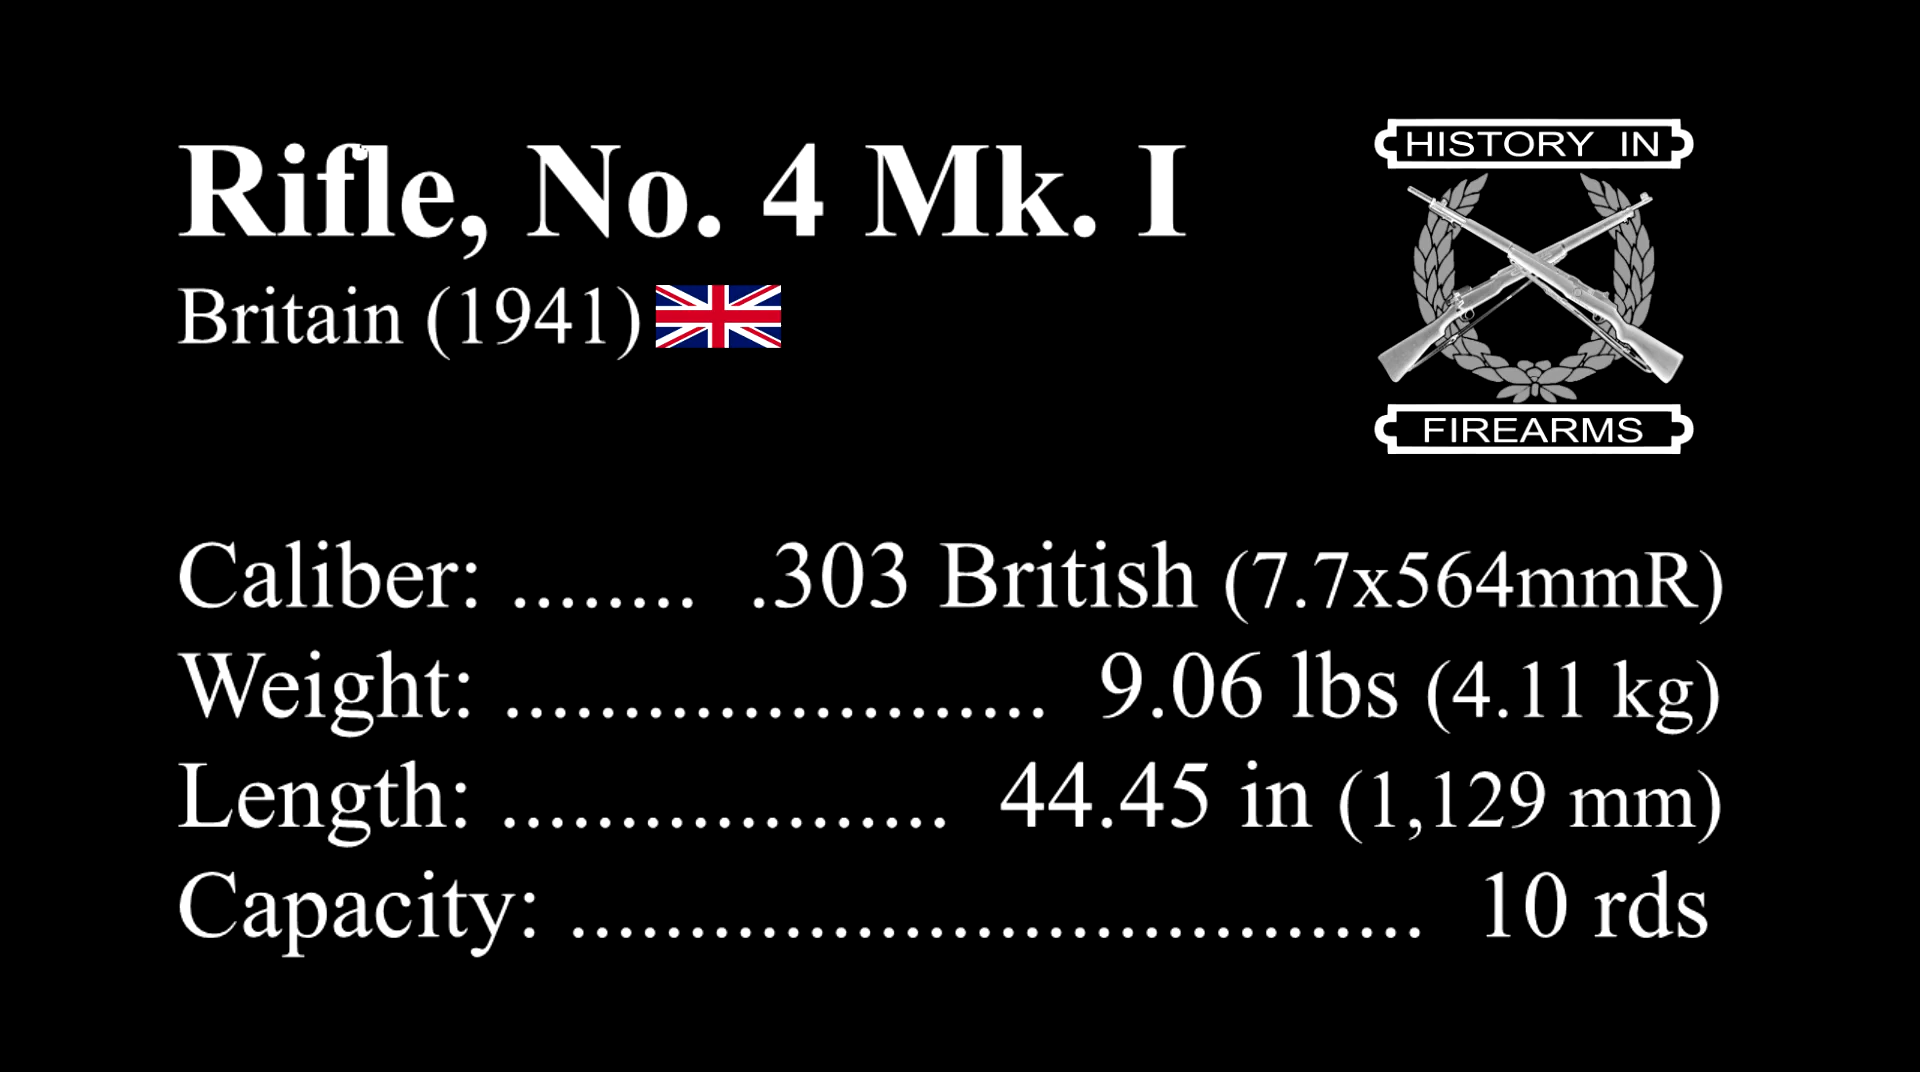 Rifle, No. 4 Mk. I
Britain (1941)
HISTORY IN
FIREARMS
Caliber: ........ .303 British (7.7x564mmR)
Weight: ....................... 9.06 lbs (4.11 kg)
Length: ................... 44.45 in (1,129 mm)
Capacity: .................................... 10 rds